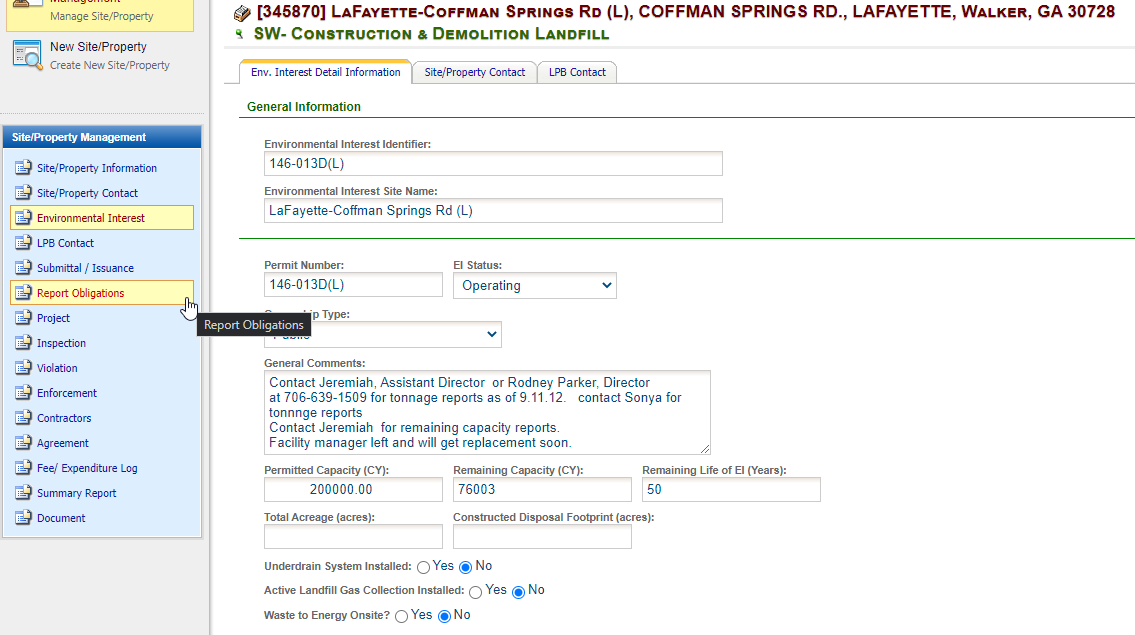 Management
Manage Site/Property
New Site/Property
Create New Site/Property
Site/Property Management
Site/Property Information
Site/Property Contact
Environmental Interest
LPB Contact
Submittal / Issuance
Report Obligations
Project
Inspection
Violation
Enforcement
Contractors
Agreement
Fee/ Expenditure Log
Summary Report
Document
Report Obligations
[345870] LaFayette-Coffman Springs Rd (L), COFFMAN SPRINGS RD., LAFAYETTE, Walker, GA 30728
SW- Construction & Demolition Landfill
Env. Interest Detail Information
Site/Property Contact
LPB Contact
General Information
Environmental Interest Identifier:
146-013D(L)
Environmental Interest Site Name:
LaFayette-Coffman Springs Rd (L)
Permit Number:
EI Status:
146-013D(L)
Operating
Type:
General Comments:
Contact Jeremiah, Assistant Director or Rodney Parker, Director
at 706-639-1509 for tonnage reports as of 9.11.12. contact Sonya for
tonnnge reports
Contact Jeremiah for remaining capacity reports.
Facility manager left and will get replacement soon.
Permitted Capacity (CY):
Remaining Capacity (CY):
Remaining Life of EI (Years):
200000.00
76003
50
Total Acreage (acres):
Constructed Disposal Footprint (acres):
Underdrain System Installed: Yes No
Active Landfill Gas Collection Installed: Yes No
Waste to Energy Onsite? Yes No